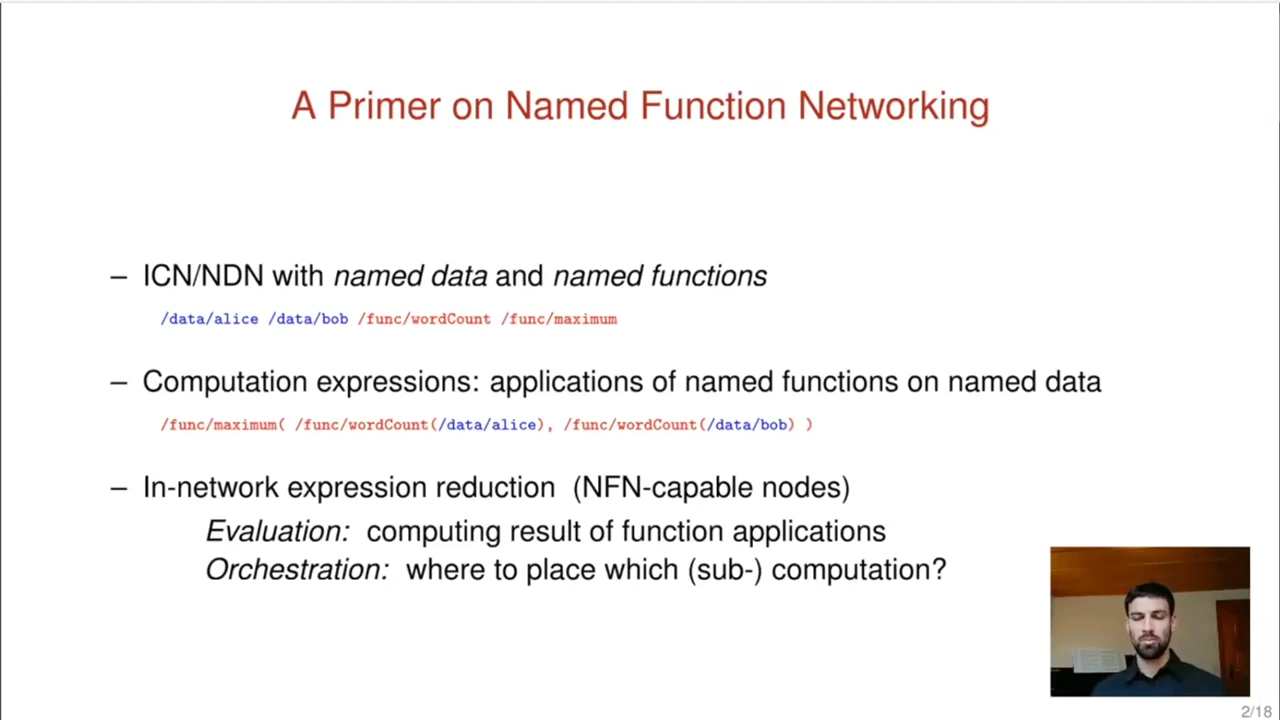 A Primer on Named Function Networking
– ICN/NDN with named data and named functions
/data/alice /data/bob /func/wordCount /func/maximum
– Computation expressions: applications of named functions on named data
/func/maximum( /func/wordCount(/data/alice), /func/wordCount(/data/bob) )
– In-network expression reduction (NFN-capable nodes)
Evaluation: computing result of function applications
Orchestration: where to place which (sub-) computation?
2/18